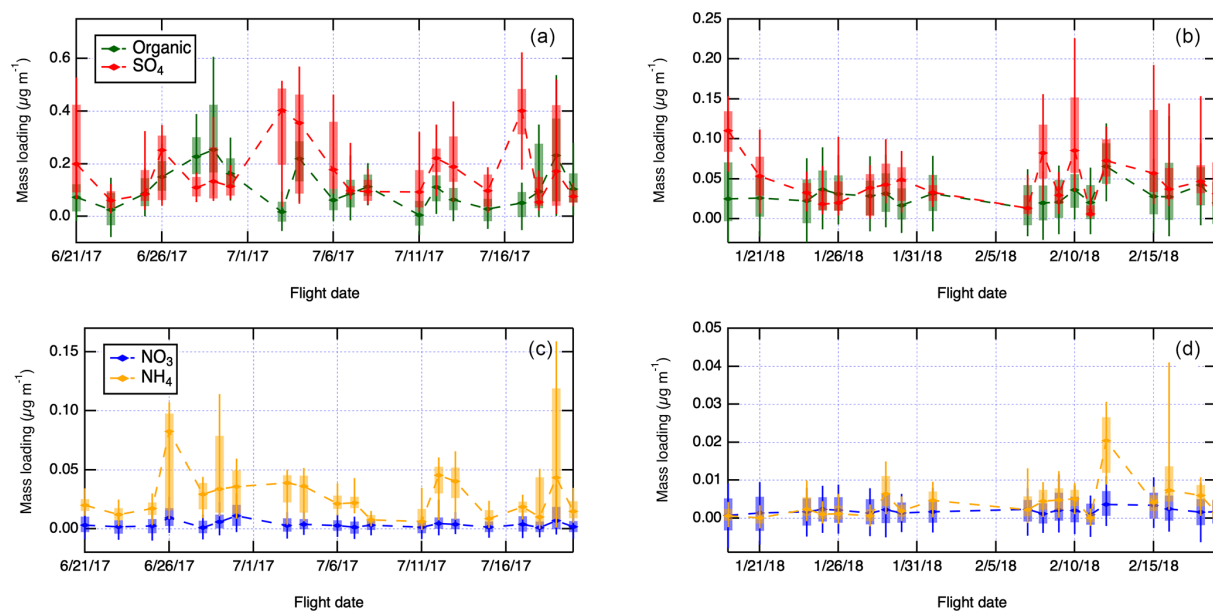 (a)
Mass loading (µg m⁻¹)
0.6
0.4
0.2
0.0
Organic
SO₄
6/21/17 6/26/17 7/1/17 7/6/17 7/11/17 7/16/17
Flight date
(b)
Mass loading (µg m⁻¹)
0.25
0.20
0.15
0.10
0.05
0.00
1/21/18 1/26/18 1/31/18 2/5/18 2/10/18 2/15/18
Flight date
(c)
Mass loading (µg m⁻¹)
0.15
0.10
0.05
0.00
NO₃
NH₄
6/21/17 6/26/17 7/1/17 7/6/17 7/11/17 7/16/17
Flight date
(d)
Mass loading (µg m⁻¹)
0.05
0.04
0.03
0.02
0.01
0.000
1/21/18 1/26/18 1/31/18 2/5/18 2/10/18 2/15/18
Flight date